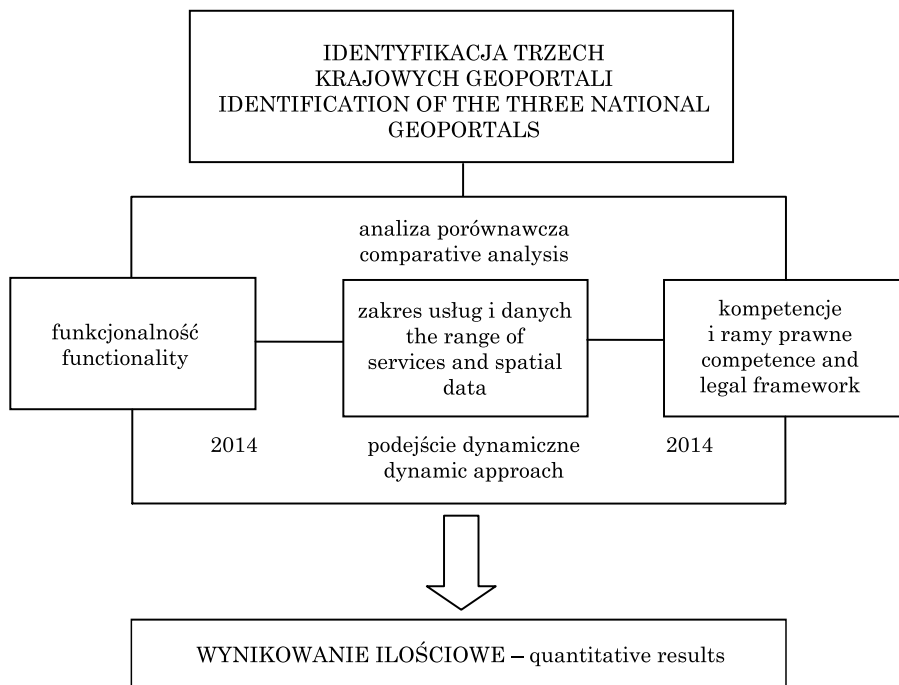 IDENTYFIKACJA TRZECH
KRAJOWYCH GEOPORTALI
IDENTIFICATION OF THE THREE NATIONAL
GEOPORTALS
analiza porównawcza
comparative analysis
funkcjonalność
functionality
zakres usług i danych
the range of
services and spatial
data
kompetencje
i ramy prawne
competence and
legal framework
2014
podejście dynamiczne
dynamic approach
2014
WYNIKOWANIE ILOŚCIOWE – quantitative results